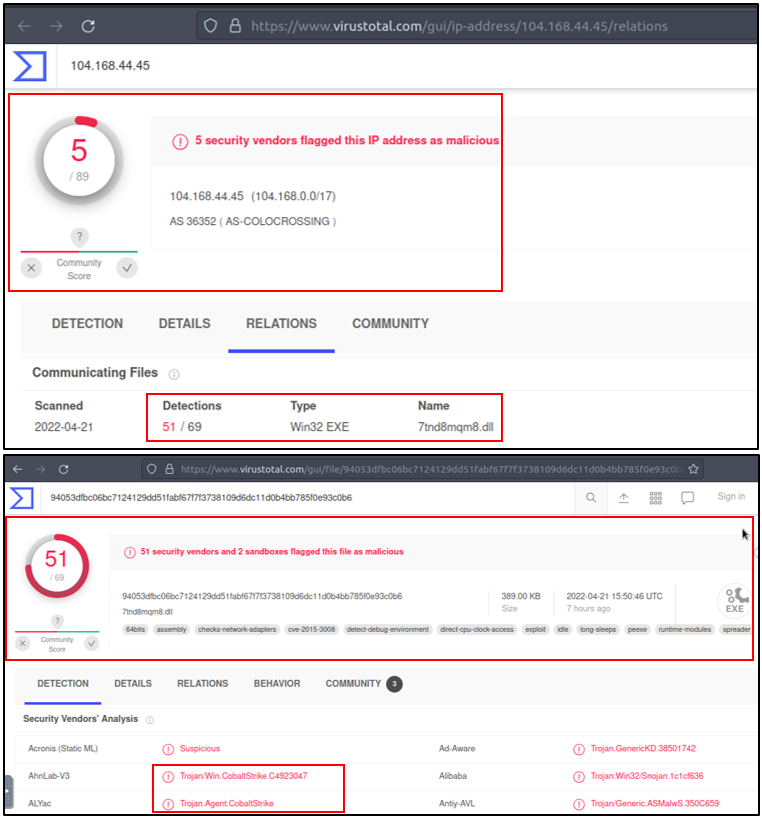 https://www.virustotal.com/gui/ip-address/104.168.44.45/relations
104.168.44.45
5
/ 89
5 security vendors flagged this IP address as malicious
104.168.44.45 (104.168.0.0/17)
AS 36352 ( AS-COLOCROSSING )
?
Community
Score
DETECTION DETAILS RELATIONS COMMUNITY
Communicating Files
Scanned Detections Type Name
2022-04-21 51 / 69 Win32 EXE 7tnd8mqm8.dll
https://www.virustotal.com/gui/file/94053dfbc06bc7124129dd51fabf67f7f3738109d6dc11d0b4bb785f0e93c0b
94053dfbc06bc7124129dd51fabf67f7f3738109d6dc11d0b4bb785f0e93c0b6
Sign in
51
/ 69
51 security vendors and 2 sandboxes flagged this file as malicious
94053dfbc06bc7124129dd51fabf67f7f3738109d6dc11d0b4bb785f0e93c0b6 389.00 KB 2022-04-21 15:50:46 UTC
7tnd8mqm8.dll Size 7 hours ago
EXE
64bits assembly checks-network-adapters cve-2015-3008 detect-debug-environment direct-cpu-clock-access exploit idle long-sleeps peexe runtime-modules spreader
?
Community
Score
DETECTION DETAILS RELATIONS BEHAVIOR COMMUNITY 3
Security Vendors' Analysis
Acronis (Static ML) Suspicious Ad-Aware Trojan.GenericKD.38501742
AhnLab-V3 Trojan/Win.CobaltStrike.C4923047 Alibaba Trojan:Win32/Snojan.1c1cf636
ALYac Trojan.Agent.CobaltStrike Antiy-AVL Trojan/Generic.ASMalwS.350C659